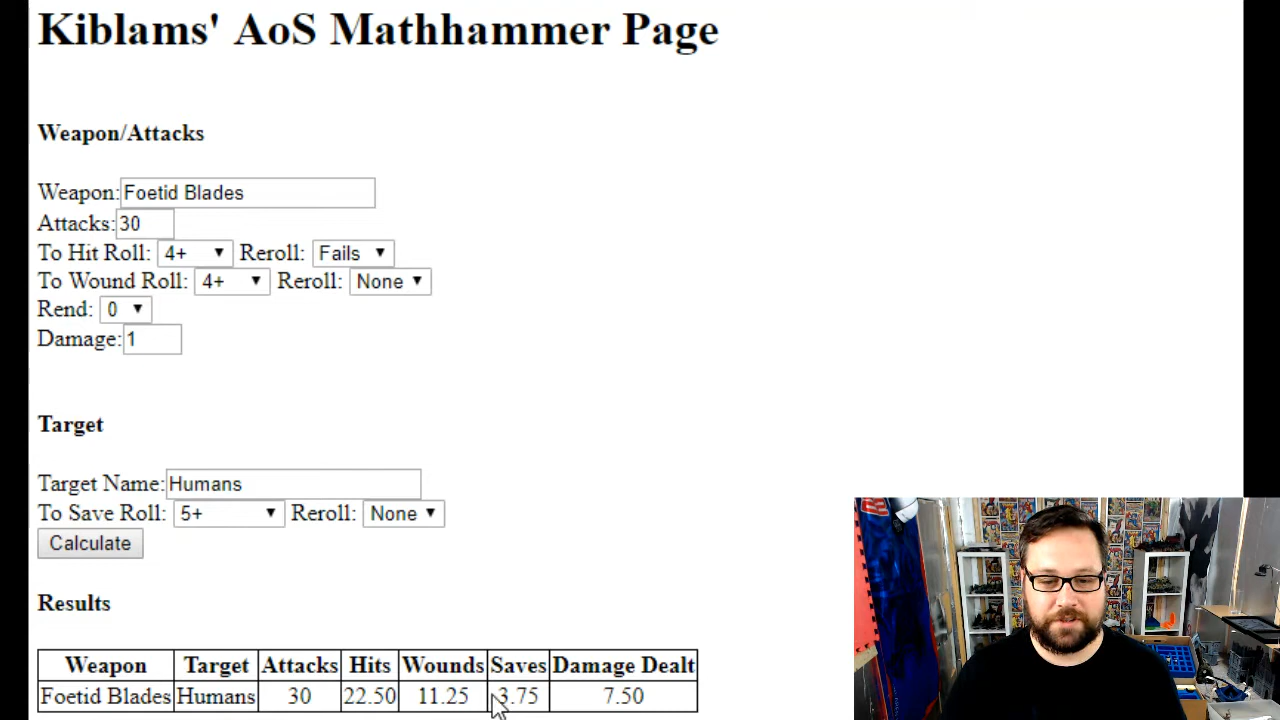 Kiblams' AoS Mathhammer Page
Weapon/Attacks
Weapon: Foetid Blades
Attacks: 30
To Hit Roll: 4+ Reroll: Fails
To Wound Roll: 4+ Reroll: None
Rend: 0
Damage: 1
Target
Target Name: Humans
To Save Roll: 5+ Reroll: None
Calculate
Results
Weapon Target Attacks Hits Wounds Saves Damage Dealt
Foetid Blades Humans 30 22.50 11.25 3.75 7.50